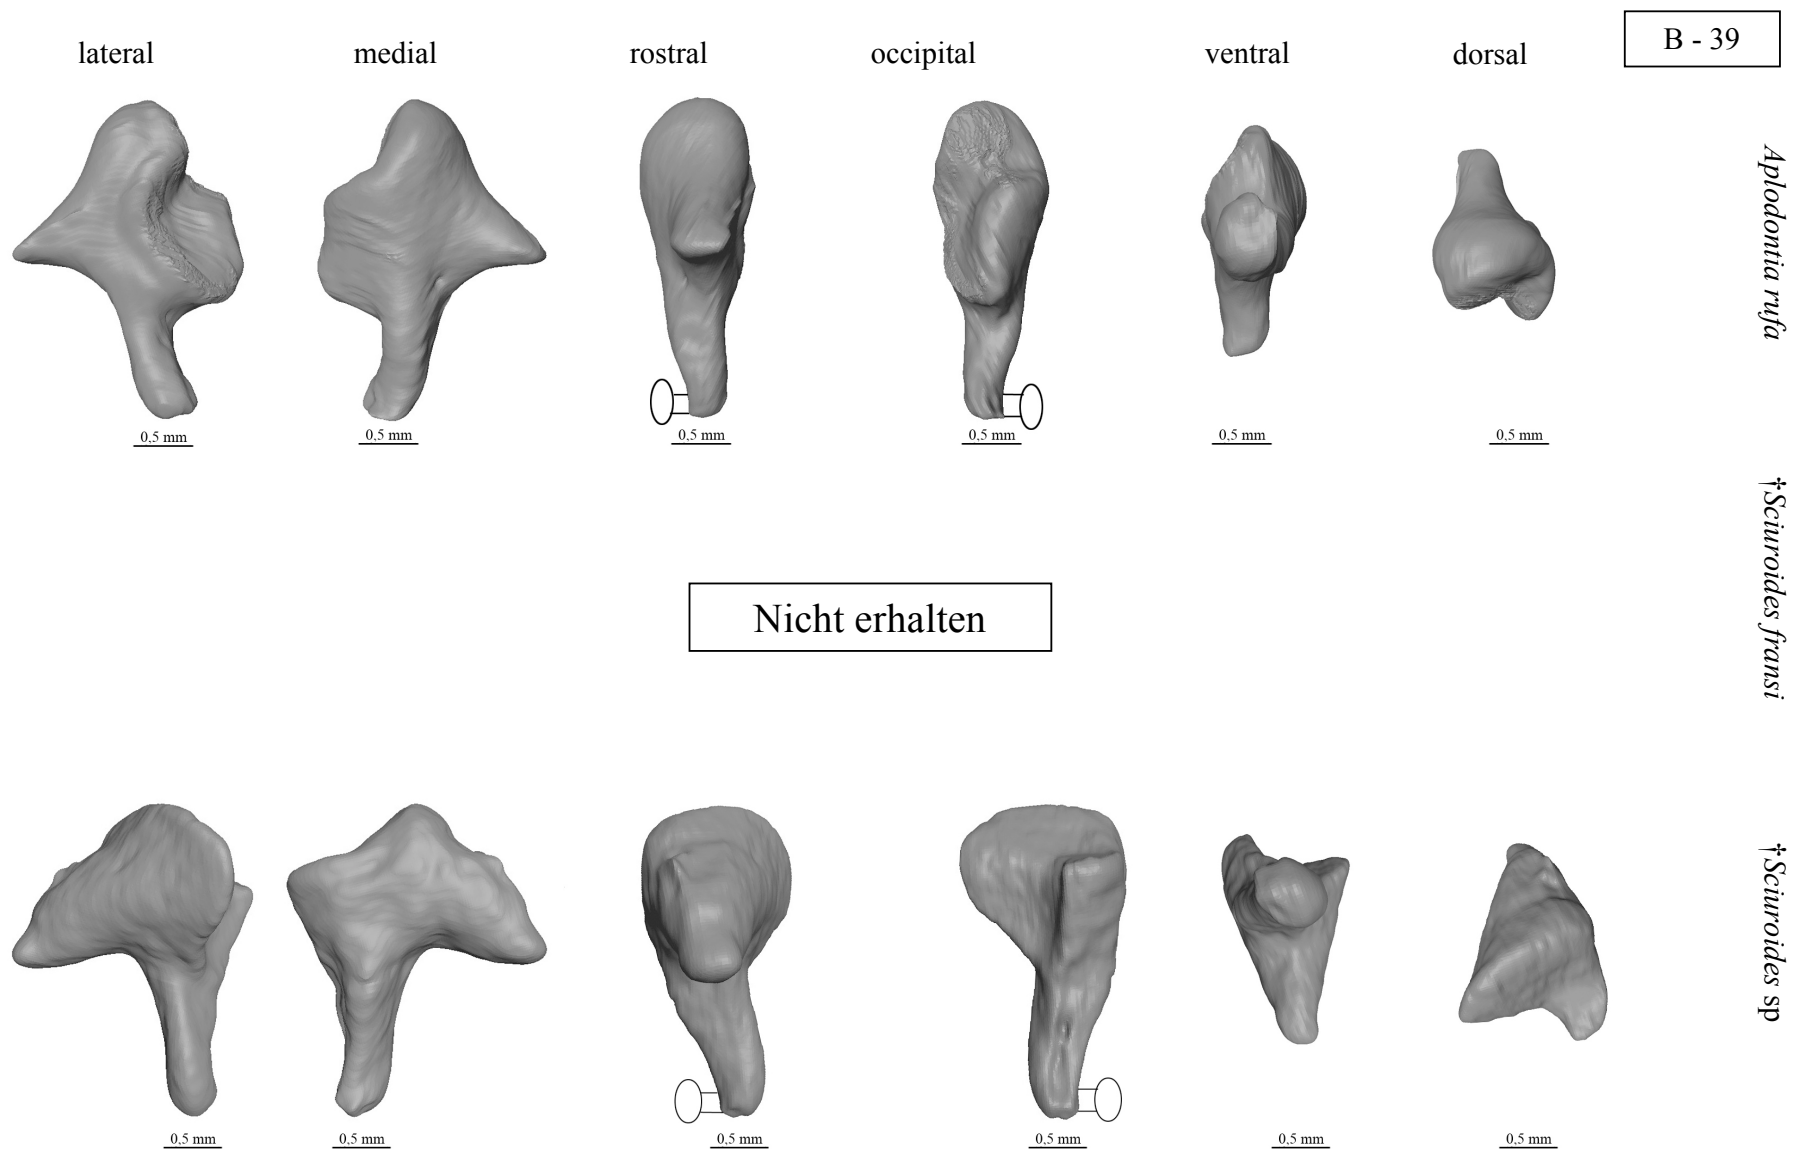 lateral
medial
rostral
occipital
ventral
dorsal
B - 39
Aplodontia rufa
0,5 mm
0,5 mm
0,5 mm
0,5 mm
0,5 mm
0,5 mm
†Sciuroides fransi
Nicht erhalten
†Sciuroides sp
0,5 mm
0,5 mm
0,5 mm
0,5 mm
0,5 mm
0,5 mm